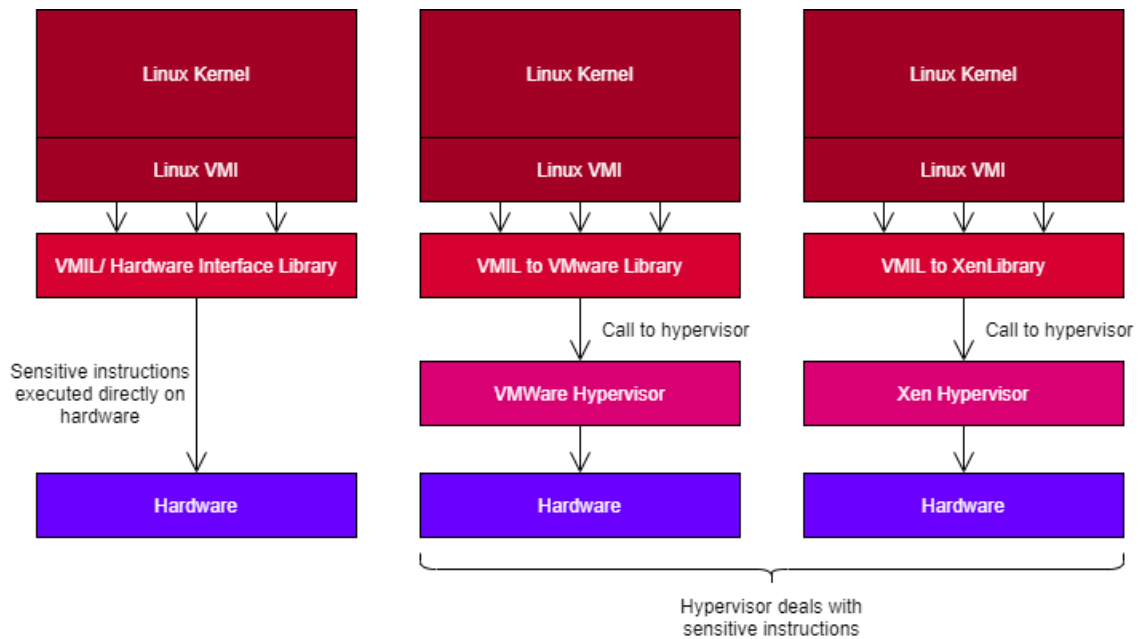 Linux Kernel
Linux Kernel
Linux Kernel
Linux VMI
Linux VMI
Linux VMI
VMIL/ Hardware Interface Library
VMIL to VMware Library
VMIL to XenLibrary
Call to hypervisor
Call to hypervisor
Sensitive instructions
executed directly on
hardware
VMWare Hypervisor
Xen Hypervisor
Hardware
Hardware
Hardware
Hypervisor deals with
sensitive instructions